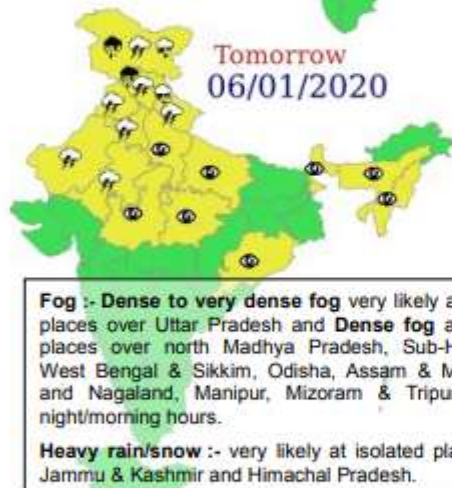 Tomorrow
06/01/2020
Fog :- Dense to very dense fog very likely a
places over Uttar Pradesh and Dense fog a
places over north Madhya Pradesh, Sub-H
West Bengal & Sikkim, Odisha, Assam & M
and Nagaland, Manipur, Mizoram & Tripu
night/morning hours.
Heavy rain/snow :- very likely at isolated pla
Jammu & Kashmir and Himachal Pradesh.